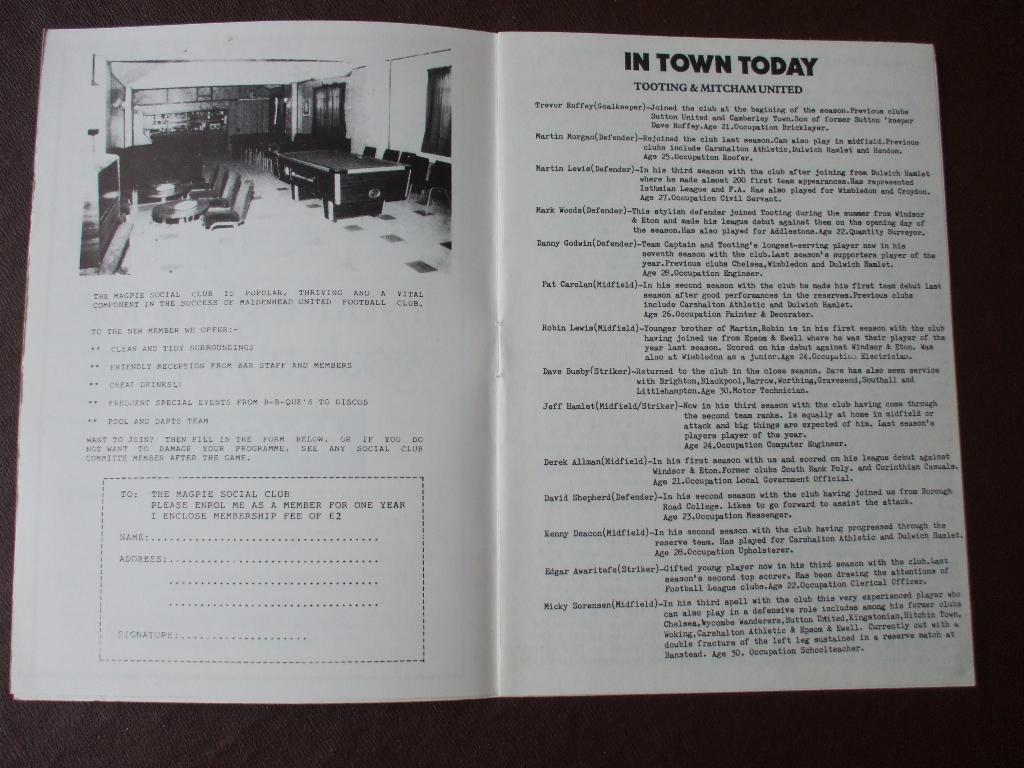 THE MAGPIE SOCIAL CLUB IS POPULAR, THRIVING AND A VITAL
COMPONENT IN THE SUCCESS OF MAIDENHEAD UNITED FOOTBALL CLUB.
TO THE NEW MEMBER WE OFFER:-
** CLEAN AND TIDY SURROUNDINGS
** FRIENDLY RECEPTION FROM BAR STAFF AND MEMBERS
** CHEAP DRINKS!!
** FREQUENT SPECIAL EVENTS FROM B-B-QUE'S TO DISCOS
** POOL AND DARTS TEAM
WANT TO JOIN? THEN FILL IN THE FORM BELOW, OR IF YOU DO
NOT WANT TO DAMAGE YOUR PROGRAMME, SEE ANY SOCIAL CLUB
COMMITTE MEMBER AFTER THE GAME.
TO: THE MAGPIE SOCIAL CLUB
PLEASE ENROL ME AS A MEMBER FOR ONE YEAR
I ENCLOSE MEMBERSHIP FEE OF £2
NAME:.................................
ADDRESS:..............................
..............................
..............................
SIGNATURE:..................
IN TOWN TODAY
TOOTING & MITCHAM UNITED
Trevor Roffey(Goalkeeper)-Joined the club at the begining of the season.Previous clubs
Sutton United and Camberley Town.Son of former Sutton 'keeper
Dave Roffey.Age 21.Occupation Bricklayer.
Martin Morgan(Defender)-Rejoined the club last season.Can also play in midfield.Previous
clubs include Carshalton Athletic,Dulwich Hamlet and Hendon.
Age 25.Occupation Roofer.
Martin Lewis(Defender)-In his third season with the club after joining from Dulwich Hamlet
where he made almost 200 first team appearances.Has represented
Isthmian League and F.A. Has also played for Wimbledon and Croydon.
Age 27.Occupation Civil Servant.
Mark Woods(Defender)-This stylish defender joined Tooting during the summer from Windsor
& Eton and made his league debut against them on the opening day of
the season.Has also played for Addlestone.Age 22.Quantity Surveyor.
Danny Godwin(Defender)-Team Captain and Tooting's longest-serving player now in his
seventh season with the club.Last season's supporters player of the
year.Previous clubs Chelsea,Wimbledon and Dulwich Hamlet.
Age 28.Occupation Engineer.
Pat Carolan(Midfield)-In his second season with the club he made his first team debut last
season after good performances in the reserves.Previous clubs
include Carshalton Athletic and Dulwich Hamlet.
Age 26.Occupation Painter & Decorater.
Robin Lewis(Midfield)-Younger brother of Martin,Robin is in his first season with the club
having joined us from Epsom & Ewell where he was their player of the
year last season. Scored on his debut against Windsor & Eton. Was
also at Wimbledon as a junior.Age 24.Occupation Electrician.
Dave Busby(Striker)-Returned to the club in the close season. Dave has also seen service
with Brighton,Blackpool,Barrow,Worthing,Gravesend,Southall and
Littlehampton.Age 30.Motor Technician.
Jeff Hamlet(Midfield/Striker)-Now in his third season with the club having come through
the second team ranks. Is equally at home in midfield or
attack and big things are expected of him. Last season's
players player of the year.
Age 24.Occupation Computer Engineer.
Derek Allman(Midfield)-In his first season with us and scored on his league debut against
Windsor & Eton.Former clubs South Bank Poly. and Corinthian Casuals.
Age 21.Occupation Local Government Official.
David Shepherd(Defender)-In his second season with the club having joined us from Borough
Road College. Likes to go forward to assist the attack.
Age 23.Occupation Messenger.
Kenny Deacon(Midfield)-In his second season with the club having progressed through the
reserve team. Has played for Carshalton Athletic and Dulwich Hamlet.
Age 28.Occupation Upholsterer.
Edgar Awaritefe(Striker)-Gifted young player now in his third season with the club.Last
season's second top scorer. Has been drawing the attentions of
Football League clubs.Age 22.Occupation Clerical Officer.
Micky Sorensen(Midfield)-In his third spell with the club this very experienced player who
can also play in a defensive role includes among his former clubs
Chelsea,Wycombe Wanderers,Sutton United,Kingstonian,Hitchin Town,
Woking,Carshalton Athletic & Epsom & Ewell. Currently out with a
double fracture of the left leg sustained in a reserve match at
Banstead. Age 30. Occupation Schoolteacher.